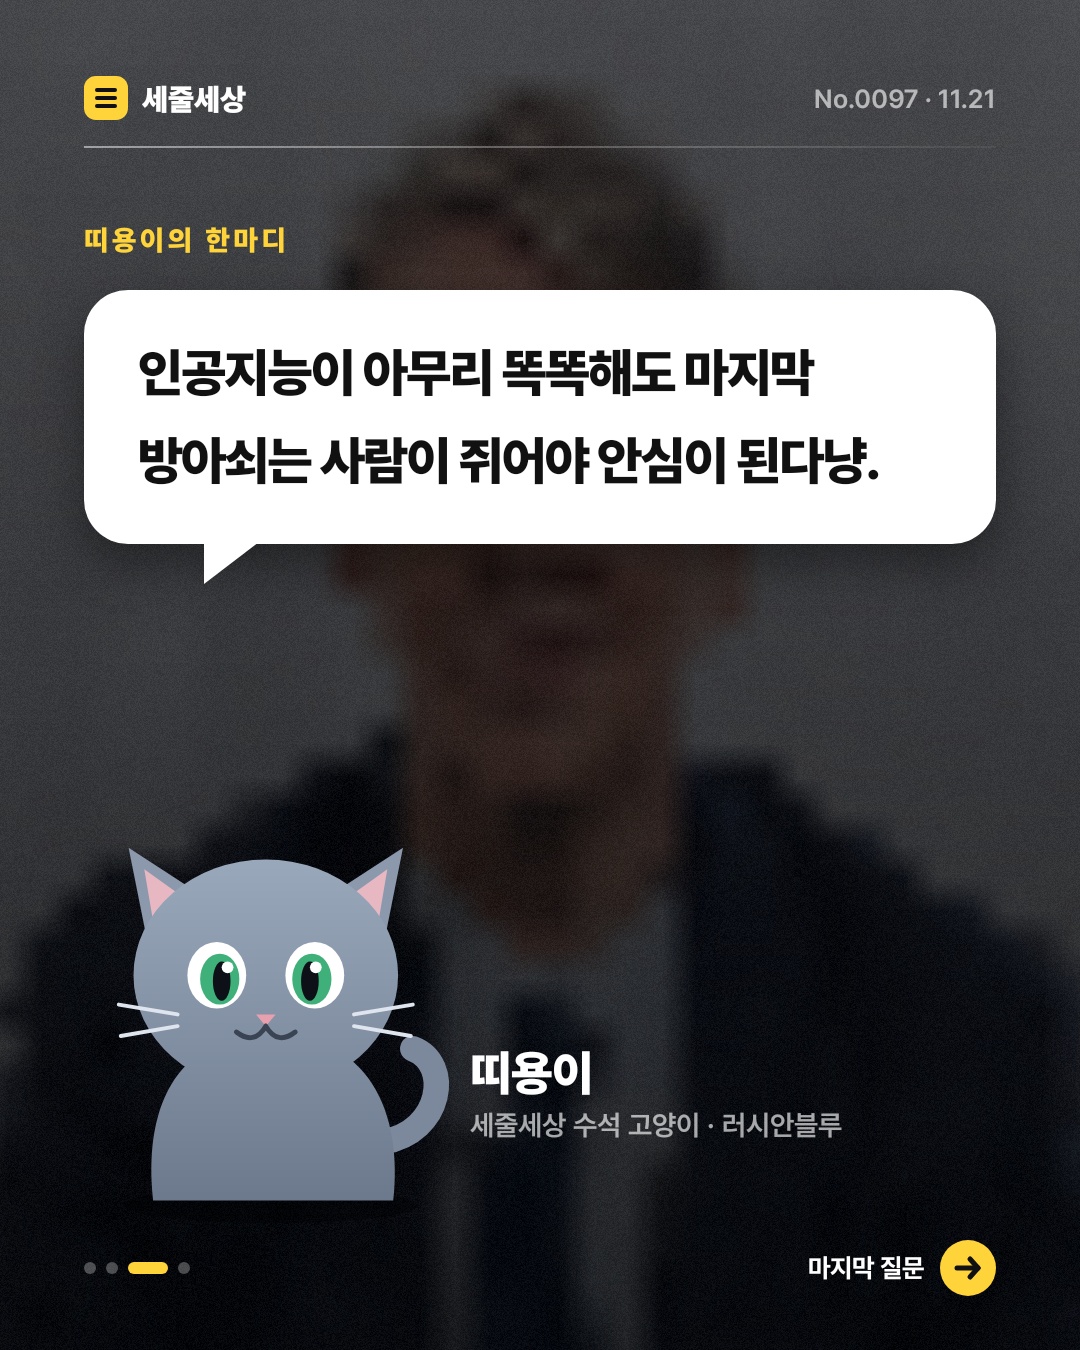 세줄세상
No.0097 · 11.21
띠용이의 한마디
인공지능이 아무리 똑똑해도 마지막
방아쇠는 사람이 쥐어야 안심이 된다냥.
띠용이
세줄세상 수석 고양이 · 러시안블루
마지막 질문